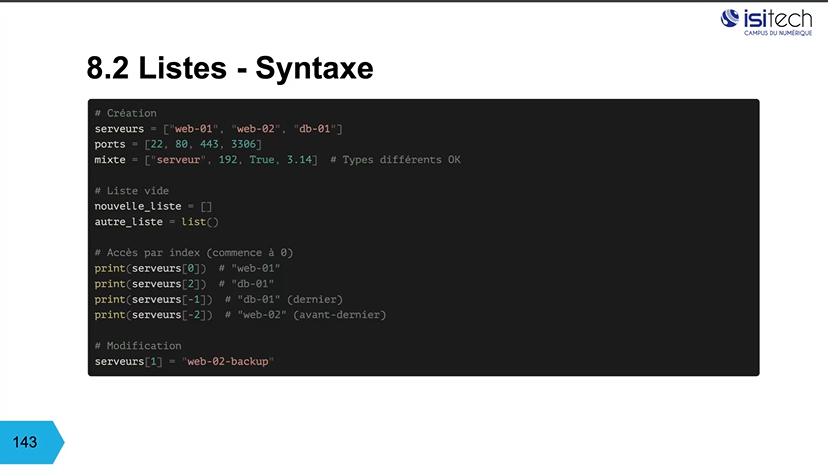 isitech
CAMPUS DU NUMÉRIQUE
8.2 Listes - Syntaxe
# Création
serveurs = ["web-01", "web-02", "db-01"]
ports = [22, 80, 443, 3306]
mixte = ["serveur", 192, True, 3.14]  # Types différents OK
# Liste vide
nouvelle_liste = []
autre_liste = list()
# Accès par index (commence à 0)
print(serveurs[0])  # "web-01"
print(serveurs[2])  # "db-01"
print(serveurs[-1])  # "db-01" (dernier)
print(serveurs[-2])  # "web-02" (avant-dernier)
# Modification
serveurs[1] = "web-02-backup"
143